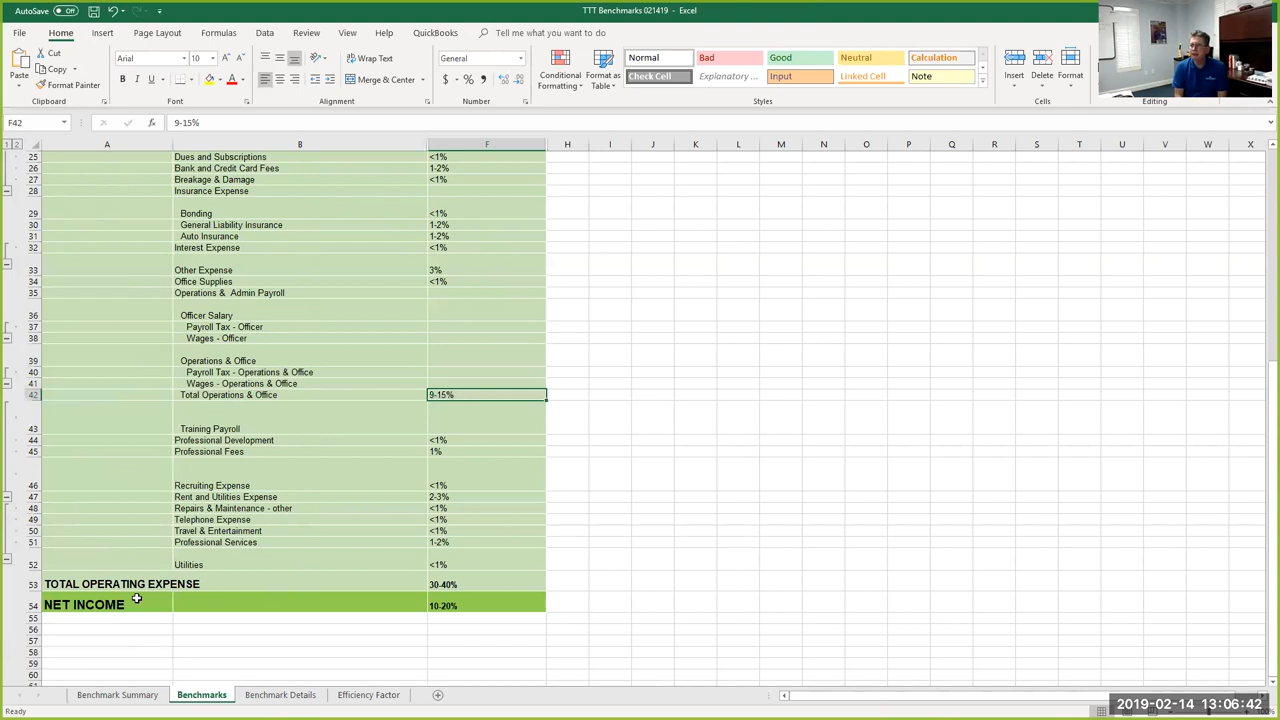 AutoSave Off TTT Benchmarks 021419 - Excel
File Home Insert Page Layout Formulas Data Review View Help QuickBooks Tell me what you want to do
Paste Cut Arial 10 Wrap Text General Conditional Formatting Format as Table Normal Bad Good Neutral Calculation Insert Delete Format
Copy
Format Painter B I U A Merge & Center $ % Check Cell Explanatory ... Input Linked Cell Note
Clipboard Font Alignment Number Styles Cells Editing
F42 fx 9-15%
A B F H I J K L M N O P Q R S T U V W X
25 Dues and Subscriptions <1%
26 Bank and Credit Card Fees 1-2%
27 Breakage & Damage <1%
28 Insurance Expense
29 Bonding <1%
30 General Liability Insurance 1-2%
31 Auto Insurance 1-2%
32 Interest Expense <1%
33 Other Expense 3%
34 Office Supplies <1%
35 Operations & Admin Payroll
36 Officer Salary
37 Payroll Tax - Officer
38 Wages - Officer
39 Operations & Office
40 Payroll Tax - Operations & Office
41 Wages - Operations & Office
42 Total Operations & Office 9-15%
43 Training Payroll
44 Professional Development <1%
45 Professional Fees 1%
46 Recruiting Expense <1%
47 Rent and Utilities Expense 2-3%
48 Repairs & Maintenance - other <1%
49 Telephone Expense <1%
50 Travel & Entertainment <1%
51 Professional Services 1-2%
52 Utilities <1%
53 TOTAL OPERATING EXPENSE 30-40%
54 NET INCOME 10-20%
55
56
57
58
59
60
Benchmark Summary Benchmarks Benchmark Details Efficiency Factor
Ready 2019-02-14 13:06:42